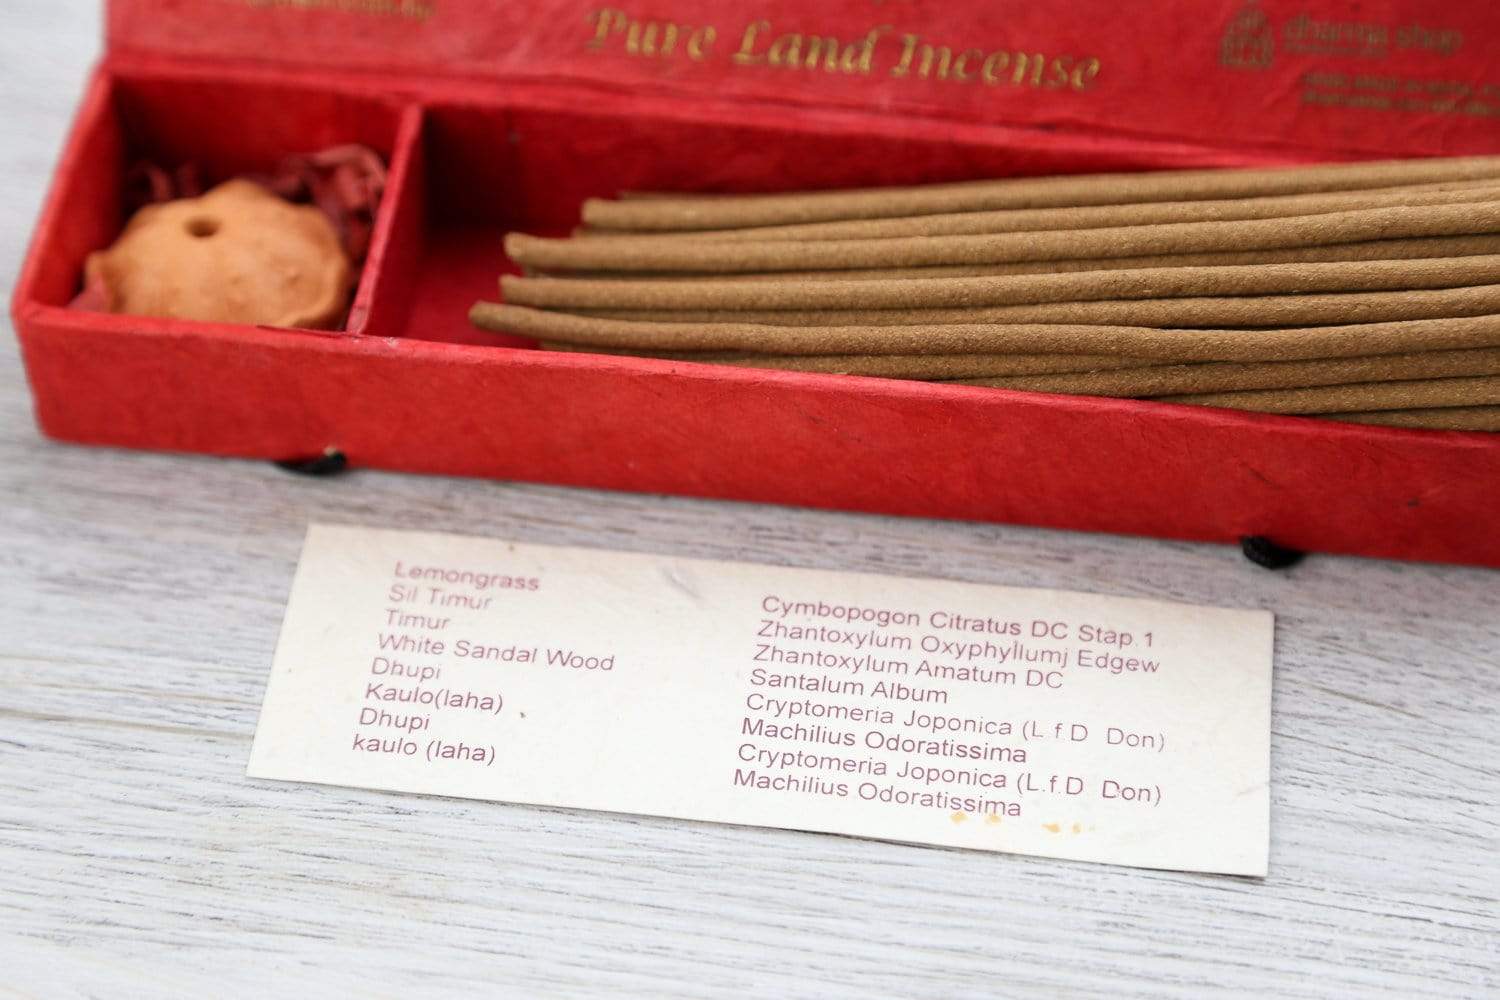 Pure Land Incense
dharma shop
Lemongrass
Sil Timur
Timur
White Sandal Wood
Dhupi
Kaulo(laha)
Dhupi
kaulo (laha)
Cymbopogon Citratus DC Stap.1
Zhantoxylum Oxyphyllumj Edgew
Zhantoxylum Amatum DC
Santalum Album
Cryptomeria Joponica (L f.D Don)
Machilius Odoratissima
Cryptomeria Joponica (L.f.D Don)
Machilius Odoratissima